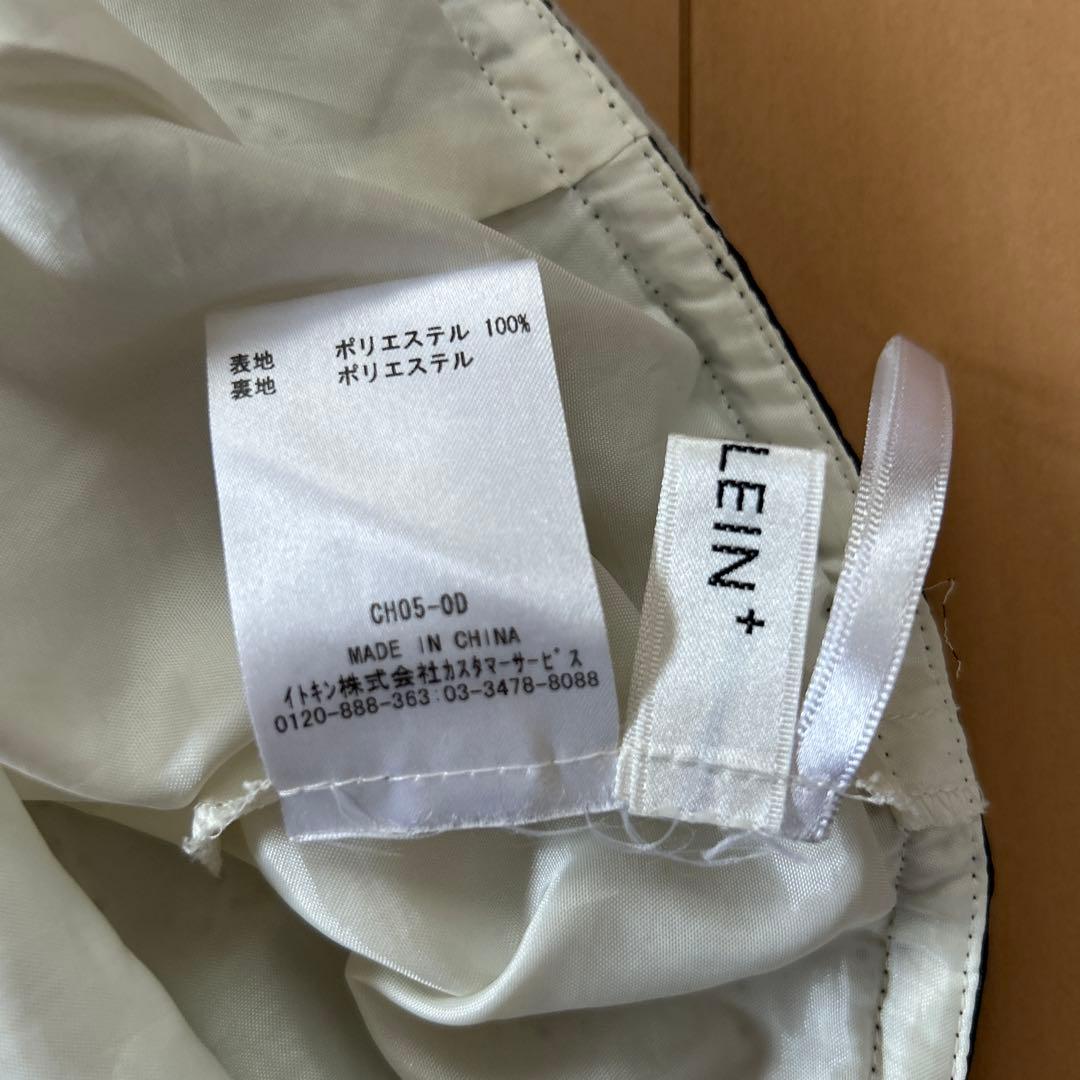 表地 ポリエステル 100%
裏地 ポリエステル
CH05-0D
MADE IN CHINA
イトキン株式会社カスタマーサービス
0120-888-363:03-3478-8088
LEIN+